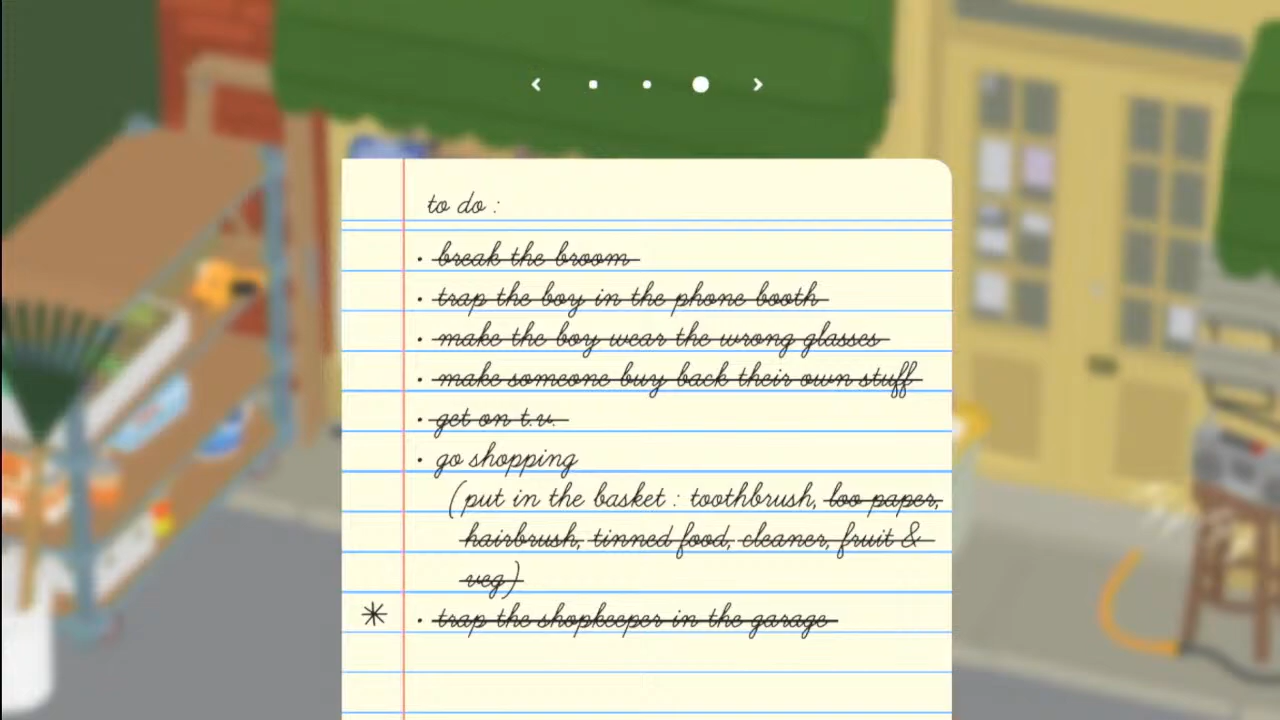 to do :
• break the broom
• trap the boy in the phone booth
• make the boy wear the wrong glasses
• make someone buy back their own stuff
• get on t.v.
• go shopping
(put in the basket : toothbrush, loo paper,
hairbrush, tinned food, cleaner, fruit &
veg)
• trap the shopkeeper in the garage